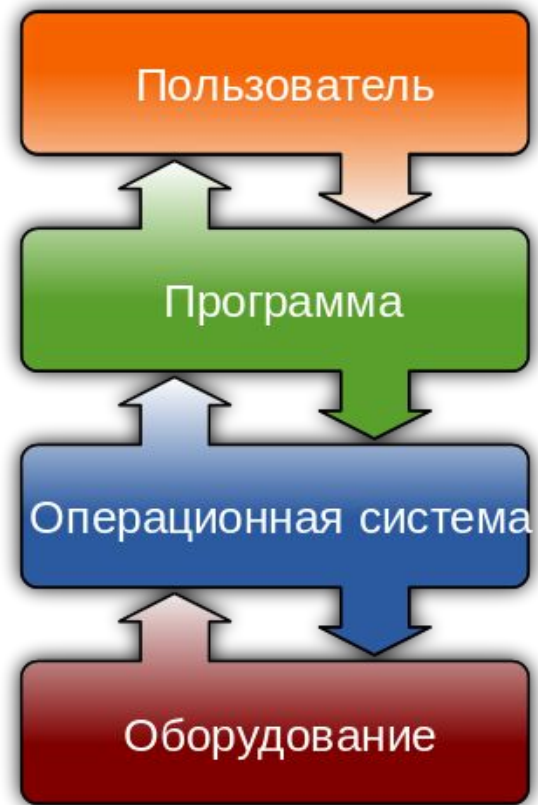 Пользователь
Программа
Операционная система
Оборудование